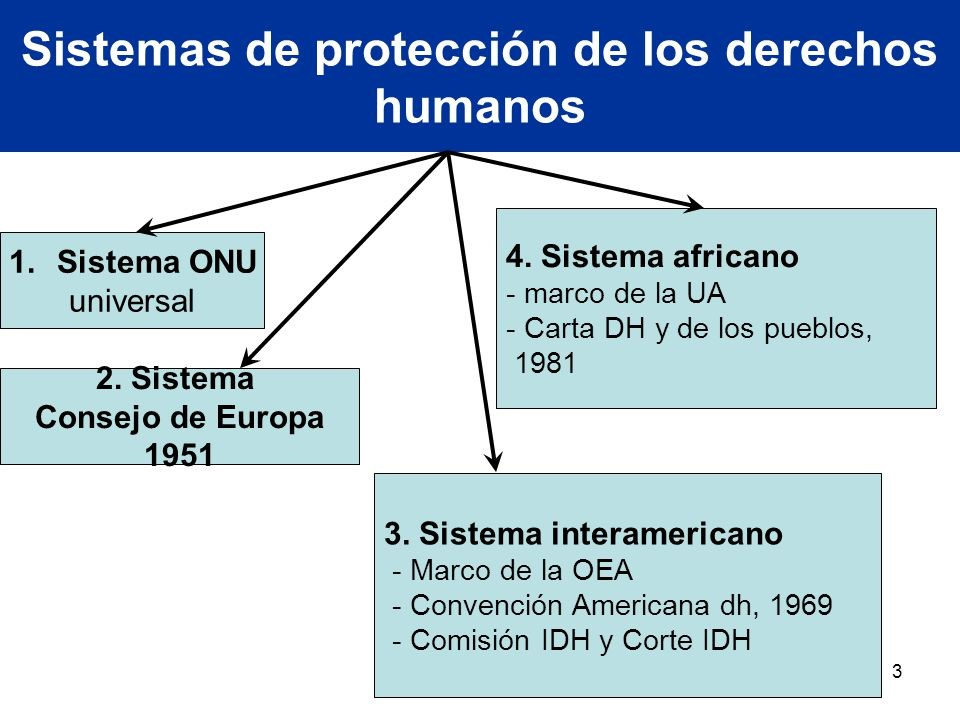 Sistemas de protección de los derechos
humanos
1. Sistema ONU
universal
2. Sistema
Consejo de Europa
1951
4. Sistema africano
- marco de la UA
- Carta DH y de los pueblos,
1981
3. Sistema interamericano
- Marco de la OEA
- Convención Americana dh, 1969
- Comisión IDH y Corte IDH
3